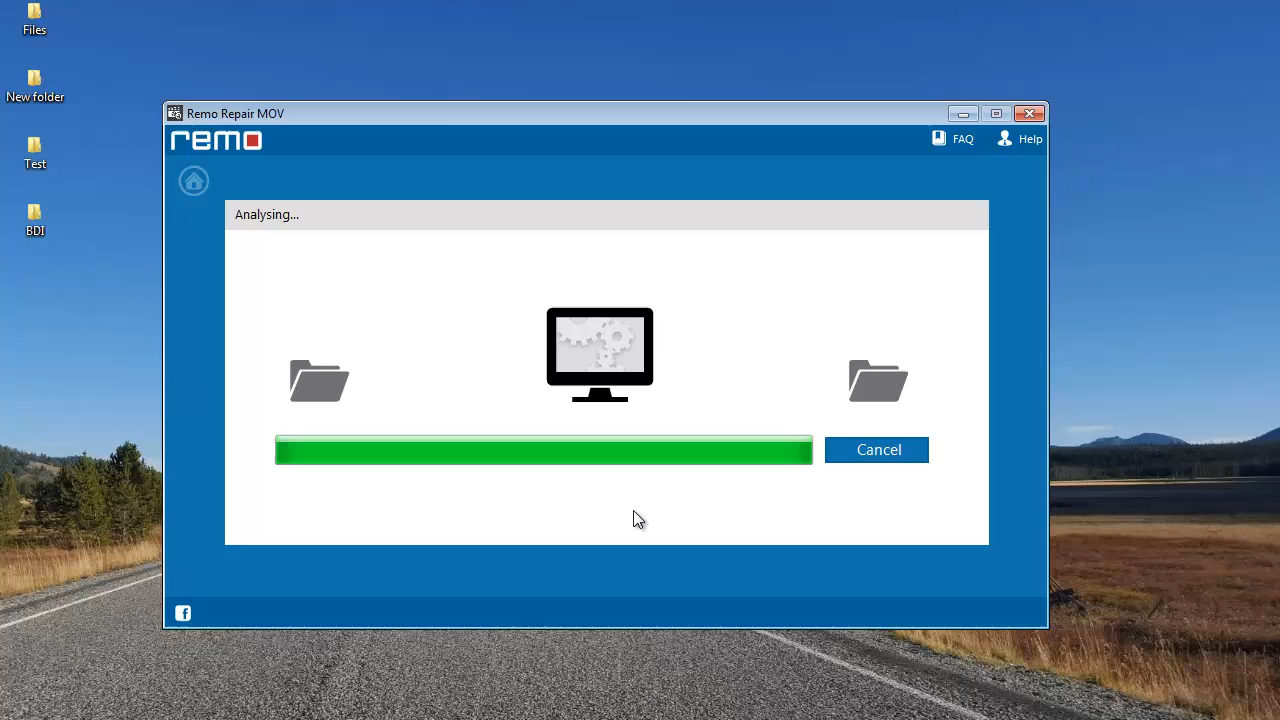 Files
New folder
Test
BDI
Remo Repair MOV
remo
FAQ
Help
Analysing...
Cancel
f